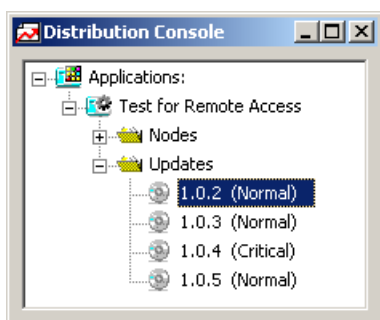 Distribution Console
Applications:
Test for Remote Access
Nodes
Updates
1.0.2 (Normal)
1.0.3 (Normal)
1.0.4 (Critical)
1.0.5 (Normal)